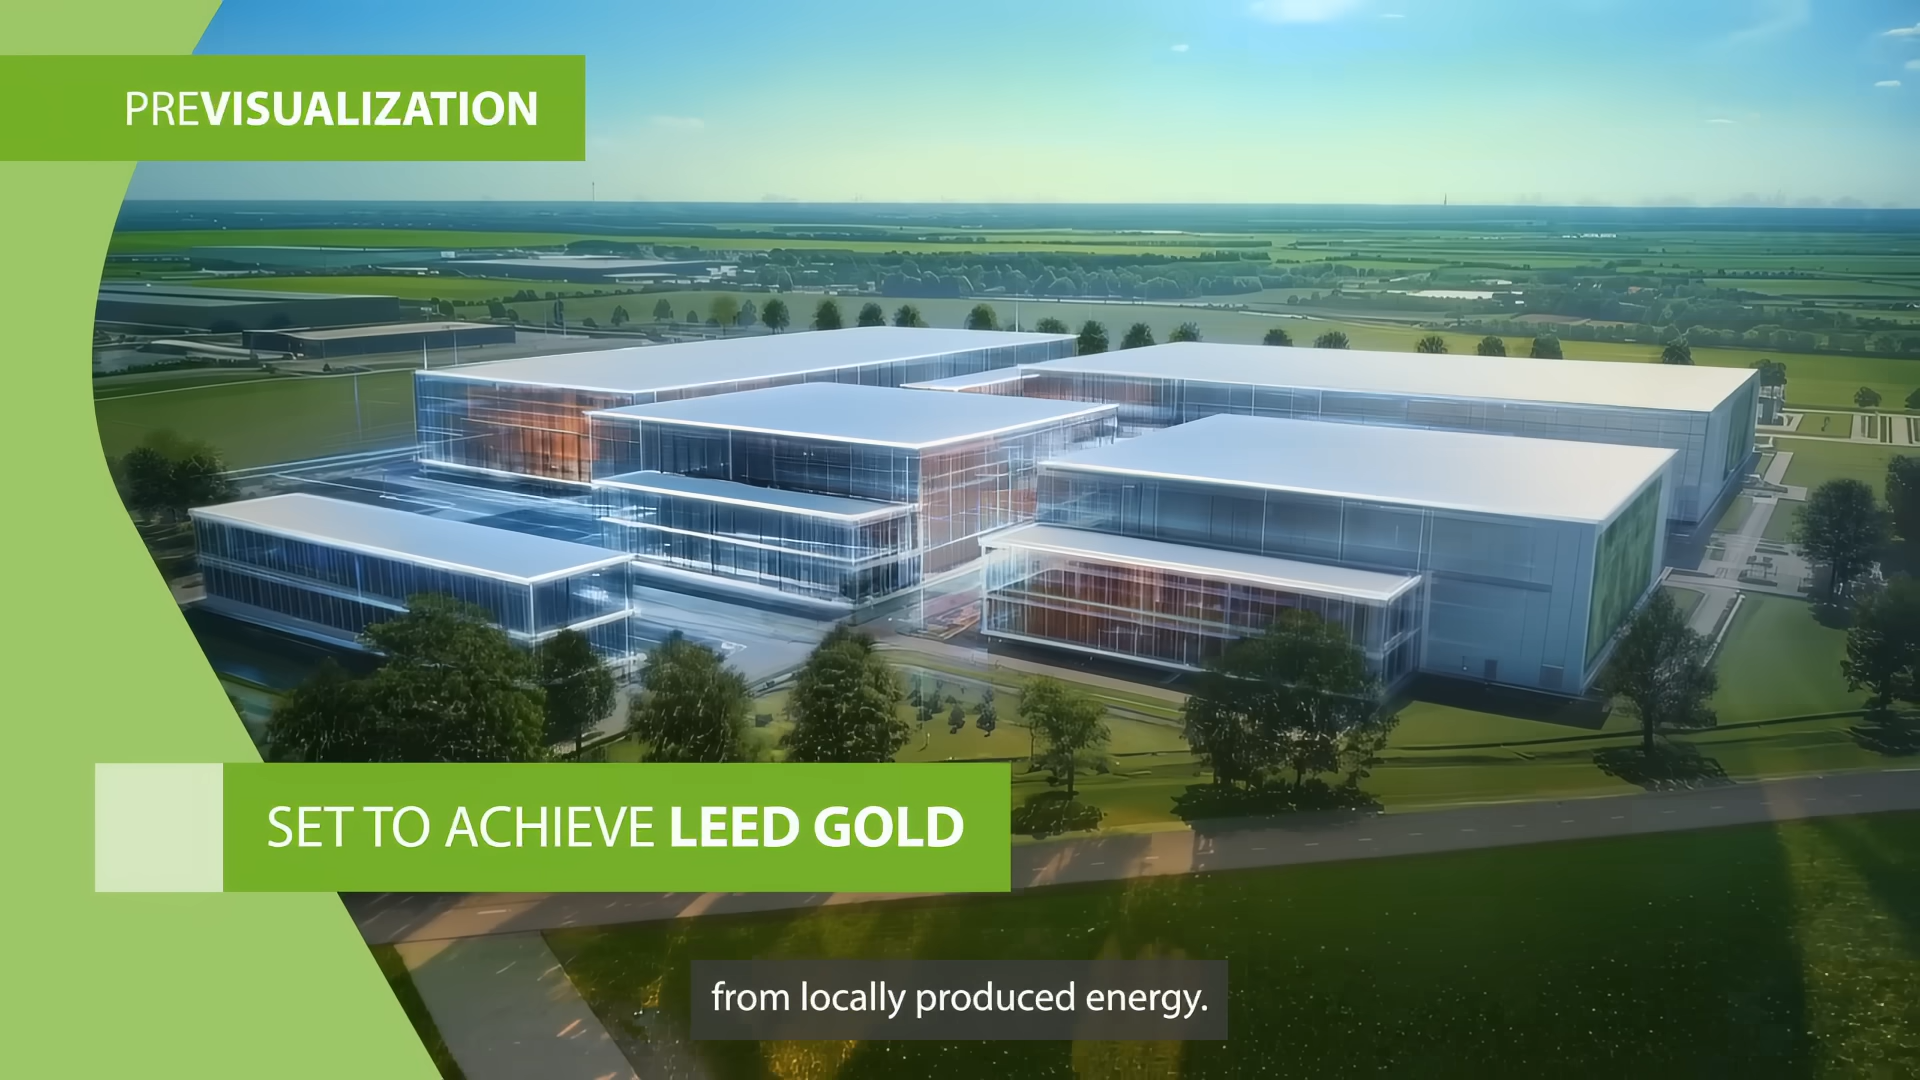 PREVISUALIZATION
SET TO ACHIEVE LEED GOLD
from locally produced energy.